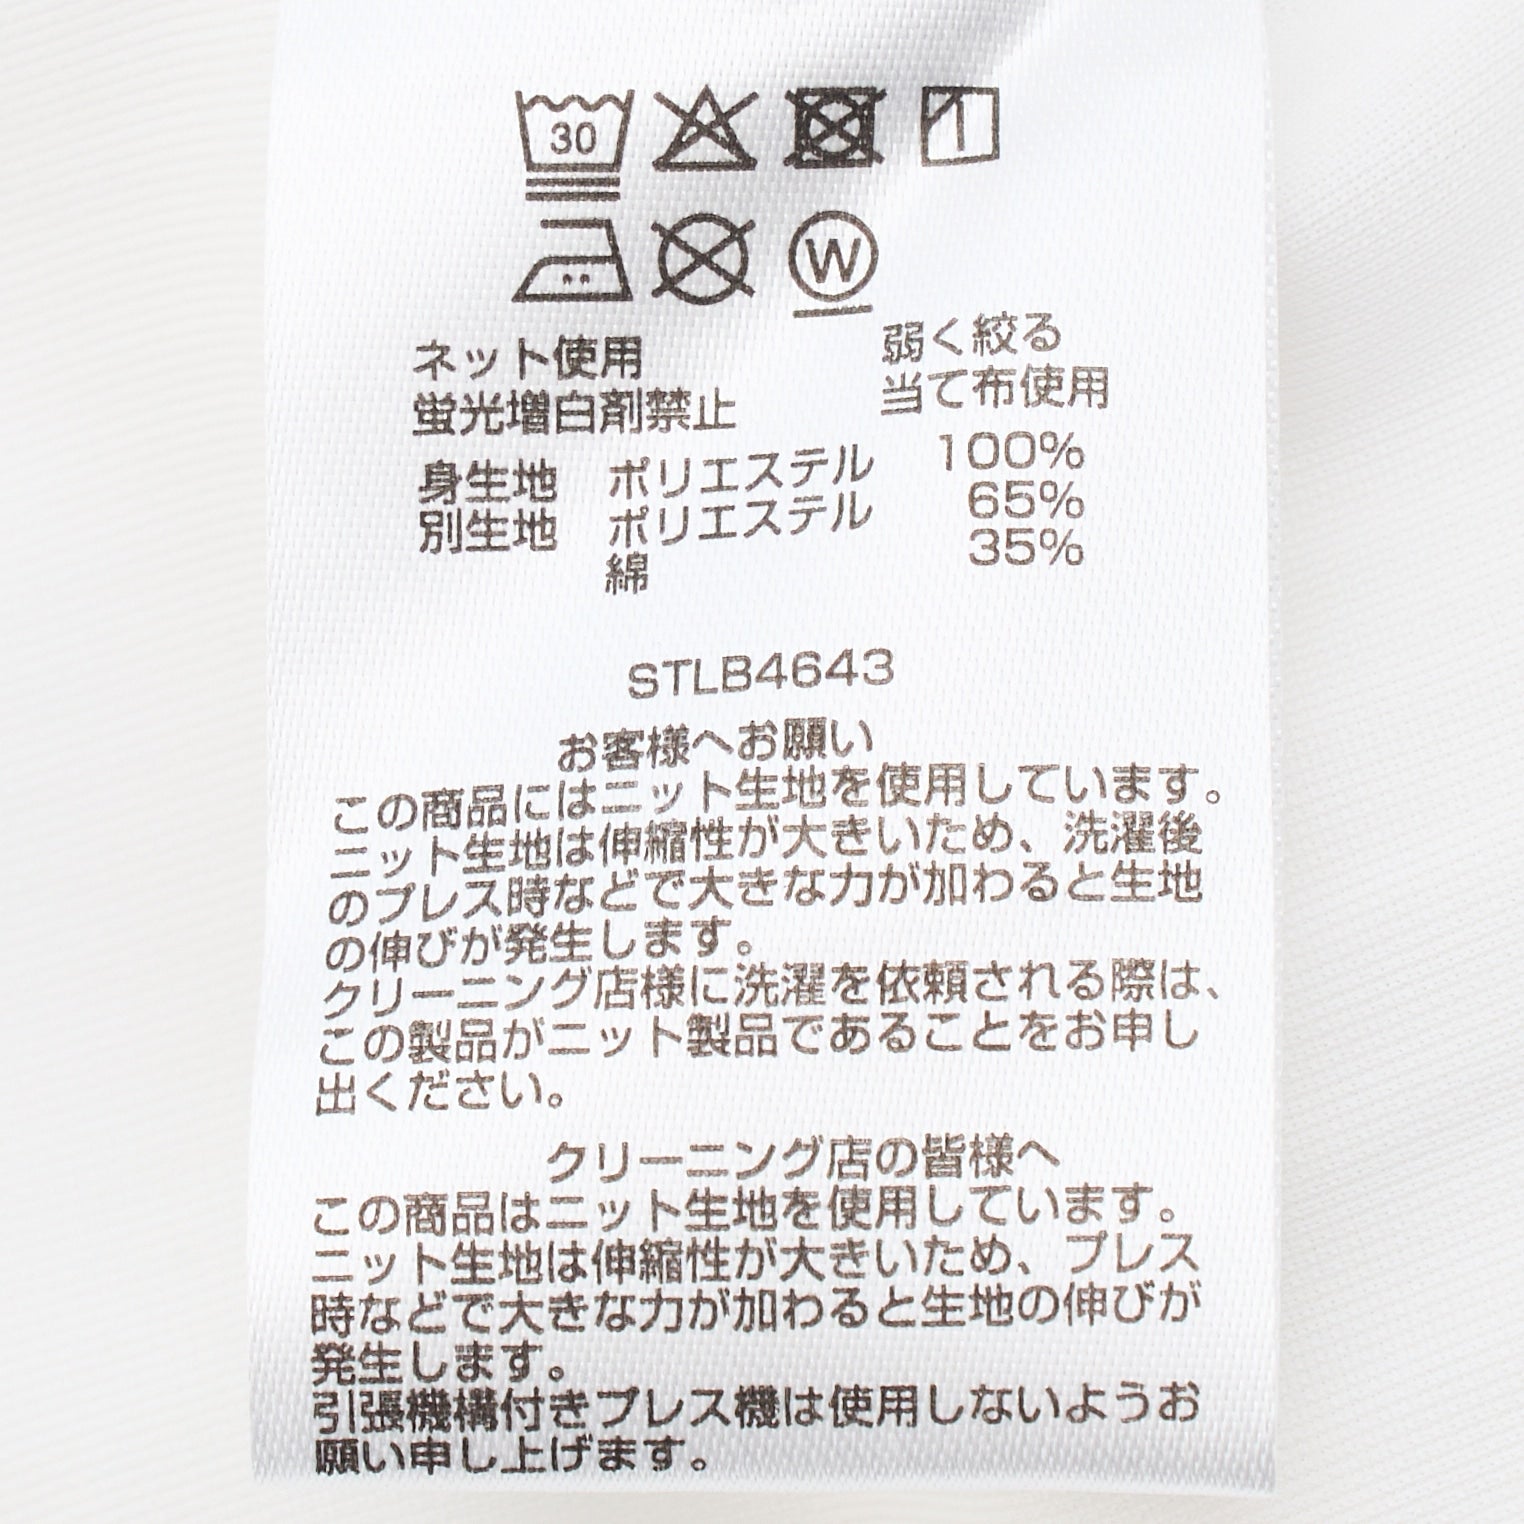 30
W
ネット使用 弱く絞る
蛍光増白剤禁止 当て布使用
身生地 ポリエステル 100%
別生地 ポリエステル 65%
綿 35%
STLB4643
お客様へお願い
この商品にはニット生地を使用しています。
ニット生地は伸縮性が大きいため、洗濯後
のプレス時などで大きな力が加わると生地
の伸びが発生します。
クリーニング店様に洗濯を依頼される際は、
この製品がニット製品であることをお申し
出ください。
クリーニング店の皆様へ
この商品はニット生地を使用しています。
ニット生地は伸縮性が大きいため、プレス
時などで大きな力が加わると生地の伸びが
発生します。
引張機構付きプレス機は使用しないようお
願い申し上げます。